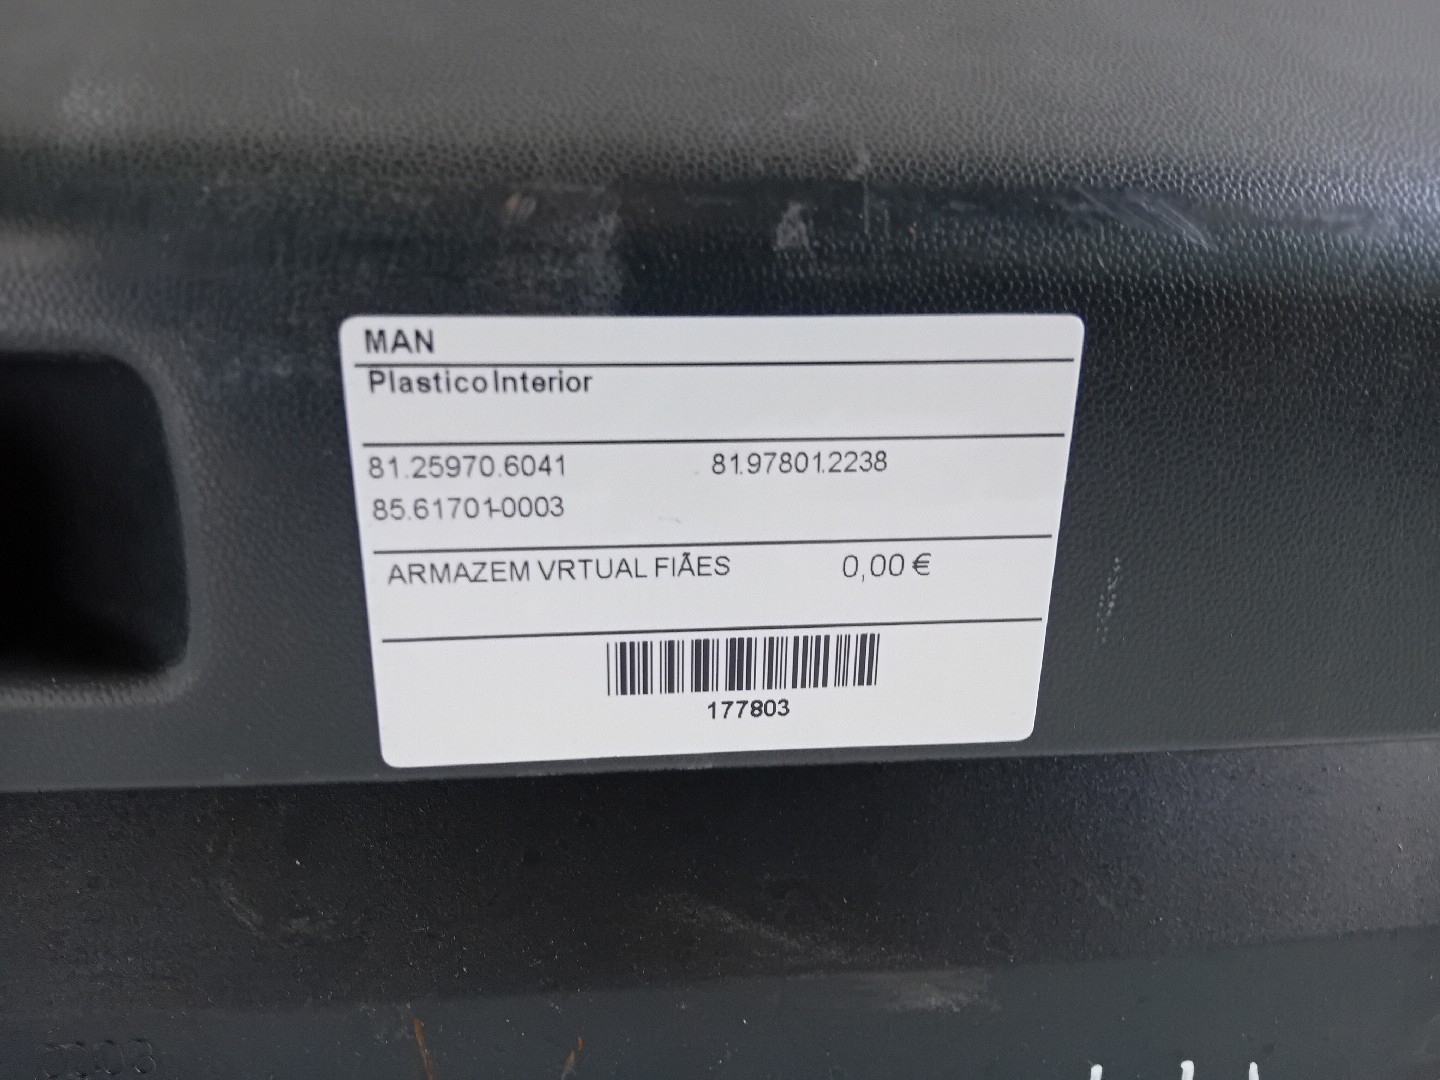 MAN
Plastico Interior
81.25970.6041 81.97801.2238
85.61701-0003
ARMAZEM VRTUAL FIÃES 0,00 €
177803